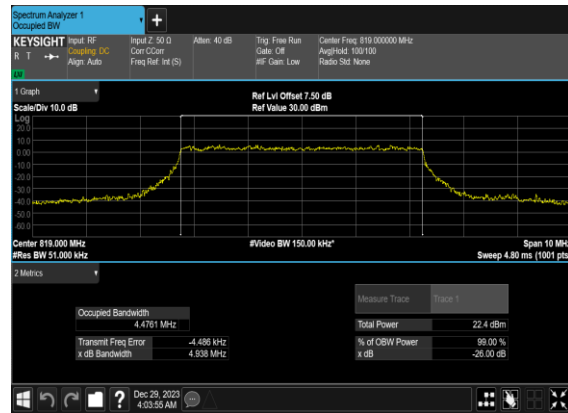 Spectrum Analyzer 1
Occupied BW
+
KEYSIGHT Input: RF Input Z: 50 Ω Atten: 40 dB Trig: Free Run Center Freq: 819.000000 MHz
R T Coupling: DC Corr CCorr Gate: Off Avg|Hold: 100/100
Align: Auto Freq Ref: Int (S) #IF Gain: Low Radio Std: None
LXI
1 Graph
Ref Lvl Offset 7.50 dB
Scale/Div 10.0 dB Ref Value 30.00 dBm
Log
20.0
10.0
0.00
-10.0
-20.0
-30.0
-40.0
-50.0
-60.0
Center 819.000 MHz #Video BW 150.00 kHz* Span 10 MHz
#Res BW 51.000 kHz Sweep 4.80 ms (1001 pts
2 Metrics
Measure Trace Trace 1
Occupied Bandwidth
4.4761 MHz Total Power 22.4 dBm
Transmit Freq Error -4.486 kHz % of OBW Power 99.00 %
x dB Bandwidth 4.938 MHz x dB -26.00 dB
? Dec 29, 2023
4:03:55 AM